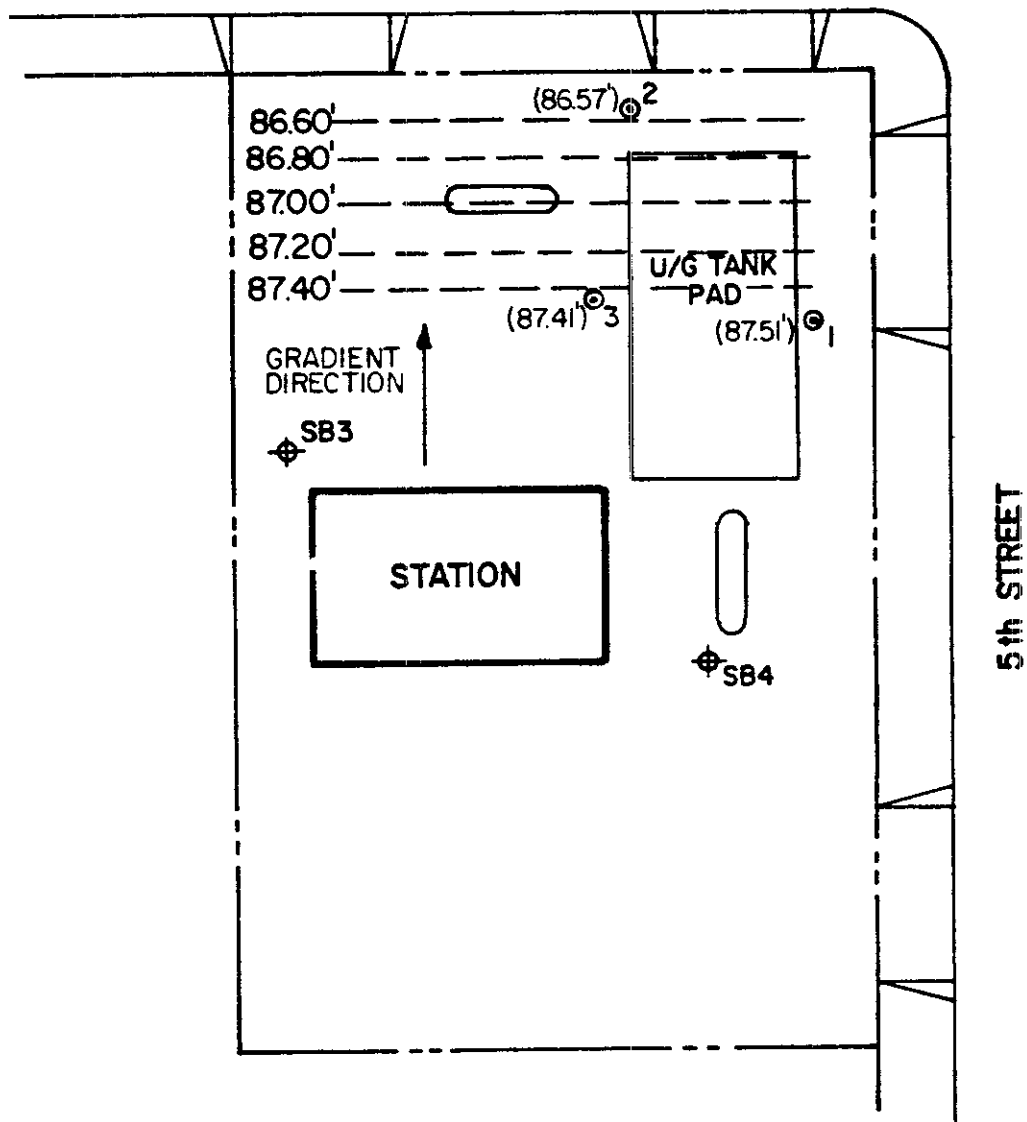 (86.57') 2
86.60'
86.80'
87.00'
87.20'
87.40'
U/G TANK
PAD
(87.41') 3
(87.51') 1
GRADIENT
DIRECTION
SB3
STATION
SB4
5th STREET